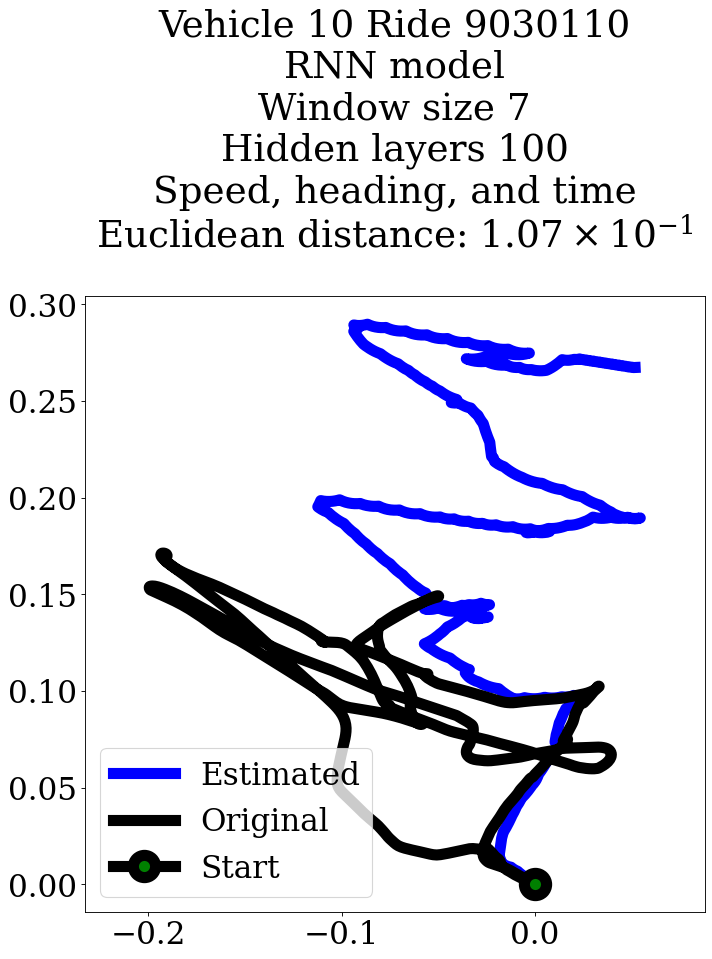 Vehicle 10 Ride 9030110
RNN model
Window size 7
Hidden layers 100
Speed, heading, and time
Euclidean distance: 1.07 × 10⁻¹
0.30
0.25
0.20
0.15
0.10
0.05
0.00
Estimated
Original
Start
−0.2 −0.1 0.0